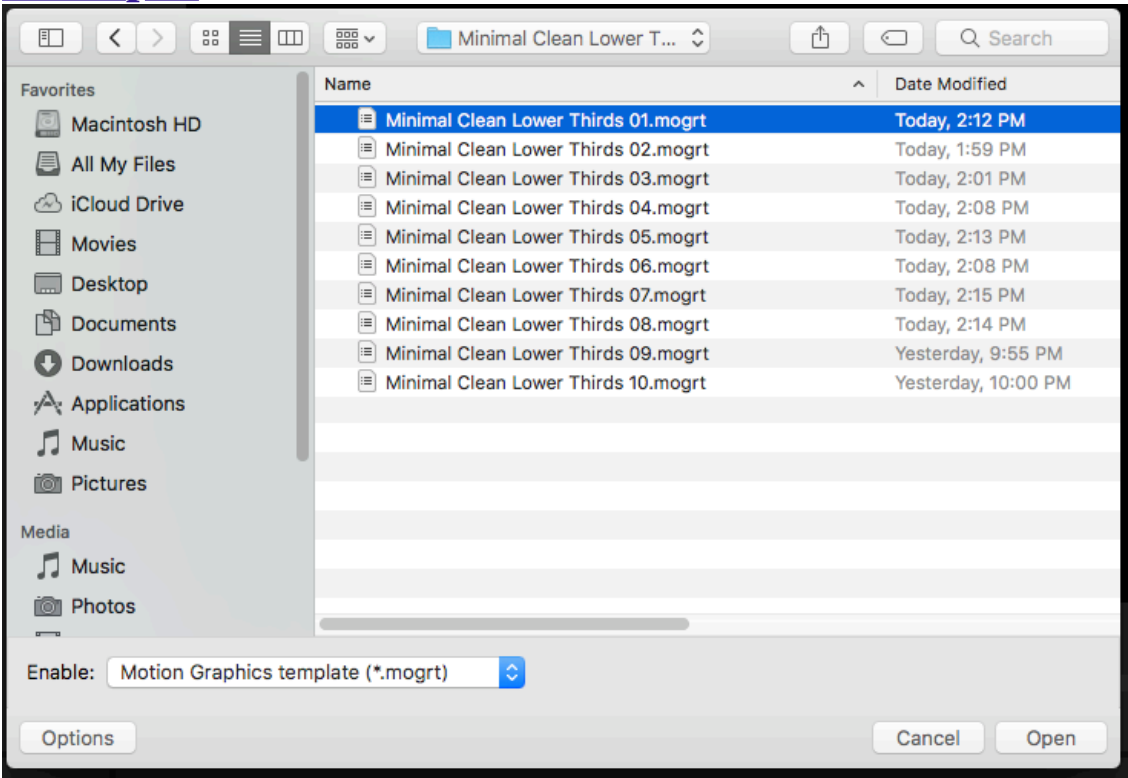 Minimal Clean Lower T...
Search
Favorites
Macintosh HD
All My Files
iCloud Drive
Movies
Desktop
Documents
Downloads
Applications
Music
Pictures
Media
Music
Photos
Name Date Modified
Minimal Clean Lower Thirds 01.mogrt Today, 2:12 PM
Minimal Clean Lower Thirds 02.mogrt Today, 1:59 PM
Minimal Clean Lower Thirds 03.mogrt Today, 2:01 PM
Minimal Clean Lower Thirds 04.mogrt Today, 2:08 PM
Minimal Clean Lower Thirds 05.mogrt Today, 2:13 PM
Minimal Clean Lower Thirds 06.mogrt Today, 2:08 PM
Minimal Clean Lower Thirds 07.mogrt Today, 2:15 PM
Minimal Clean Lower Thirds 08.mogrt Today, 2:14 PM
Minimal Clean Lower Thirds 09.mogrt Yesterday, 9:55 PM
Minimal Clean Lower Thirds 10.mogrt Yesterday, 10:00 PM
Enable: Motion Graphics template (*.mogrt)
Options Cancel Open